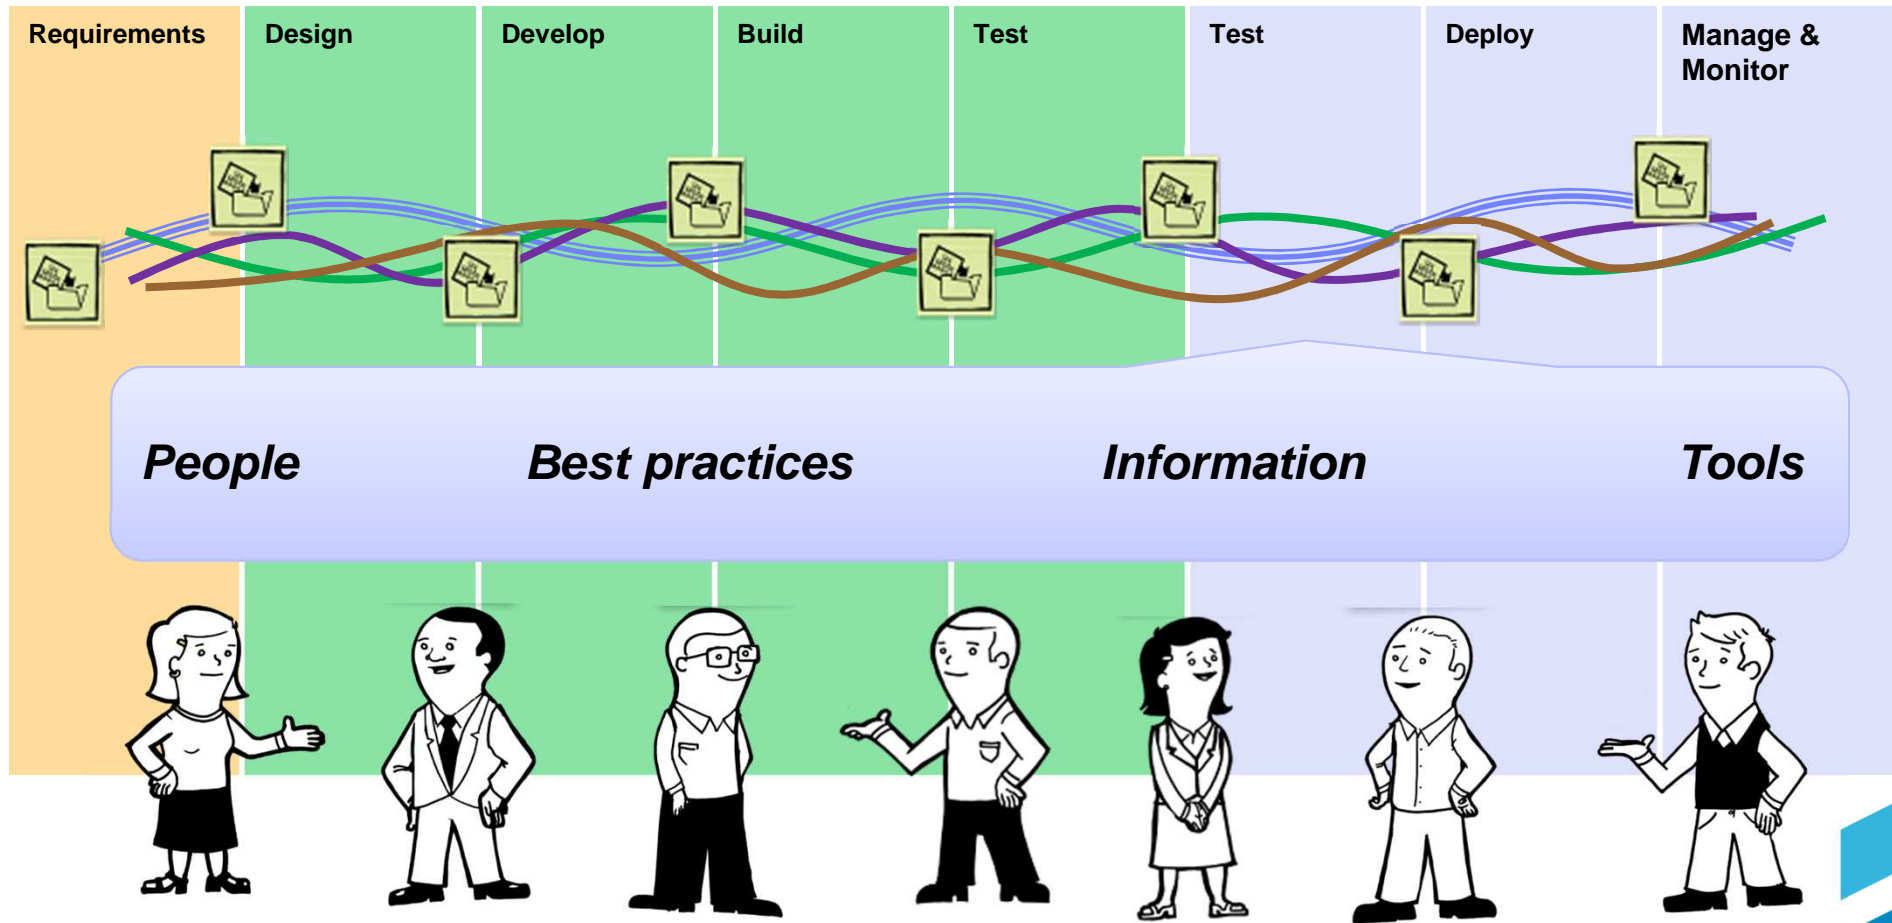 Requirements
Design
Develop
Build
Test
Test
Deploy
Manage &
Monitor
People
Best practices
Information
Tools